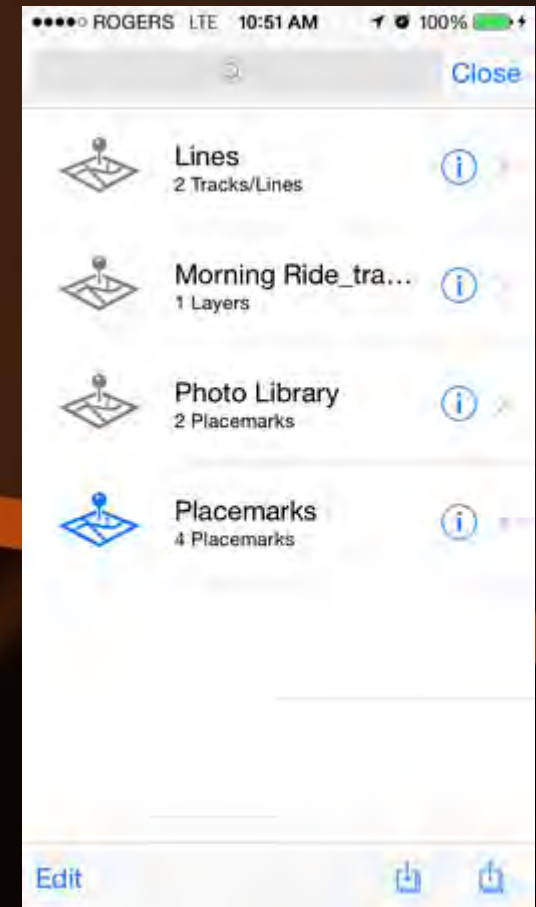 ROGERS LTE 10:51 AM 100%
Close
Lines
2 Tracks/Lines
Morning Ride_tra...
1 Layers
Photo Library
2 Placemarks
Placemarks
4 Placemarks
Edit